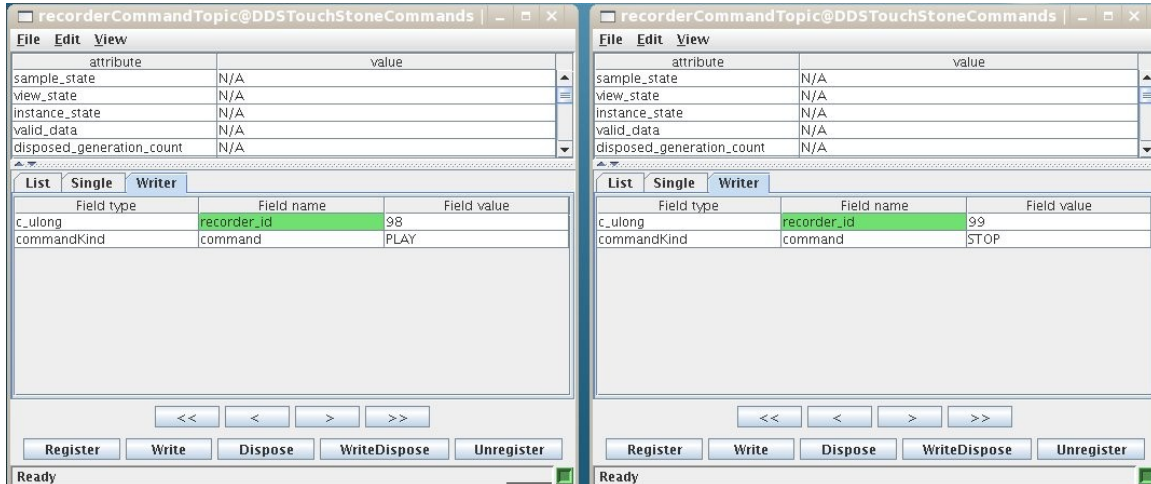 recorderCommandTopic@DDSTouchStoneCommands |
File Edit View
attribute value
sample_state N/A
view_state N/A
instance_state N/A
valid_data N/A
disposed_generation_count N/A
List Single Writer
Field type Field name Field value
c_ulong recorder_id 98
commandKind command PLAY
<< < > >>
Register Write Dispose WriteDispose Unregister
Ready
recorderCommandTopic@DDSTouchStoneCommands |
File Edit View
attribute value
sample_state N/A
view_state N/A
instance_state N/A
valid_data N/A
disposed_generation_count N/A
List Single Writer
Field type Field name Field value
c_ulong recorder_id 99
commandKind command STOP
<< < > >>
Register Write Dispose WriteDispose Unregister
Ready